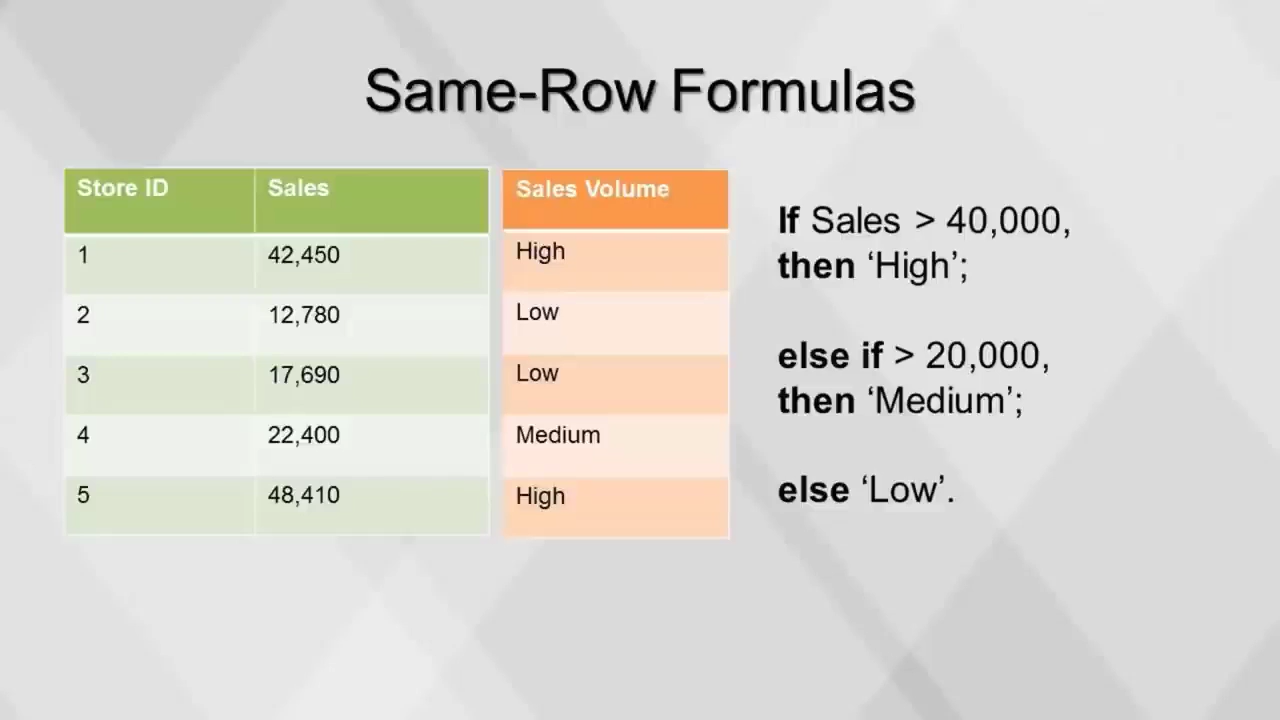 Same-Row Formulas
Store ID Sales Sales Volume
1 42,450 High
2 12,780 Low
3 17,690 Low
4 22,400 Medium
5 48,410 High
If Sales > 40,000,
then ‘High’;
else if > 20,000,
then ‘Medium’;
else ‘Low’.